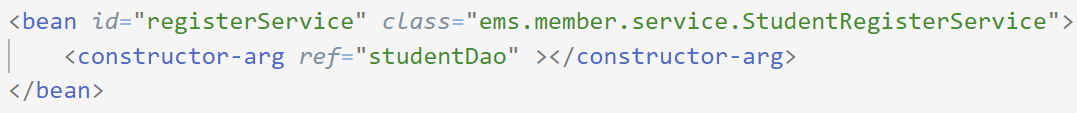 <bean id="registerService" class="ems.member.service.StudentRegisterService">
    <constructor-arg ref="studentDao" ></constructor-arg>
</bean>